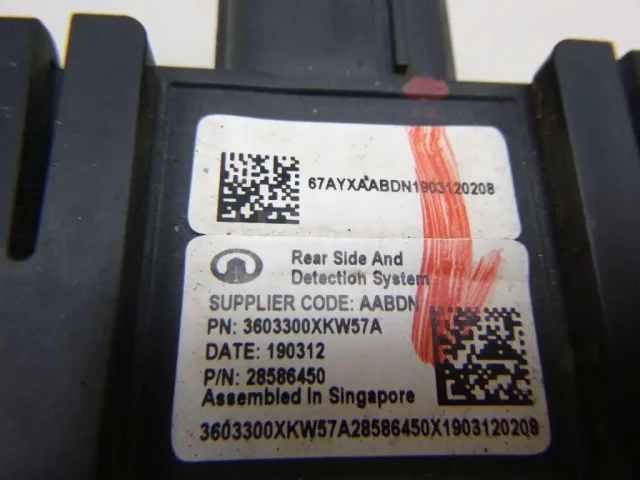 67AYXAABDN1903120208
Rear Side And
Detection System
SUPPLIER CODE: AABDN
PN: 3603300XKW57A
DATE: 190312
P/N: 28586450
Assembled In Singapore
3603300XKW57A28586450X1903120208